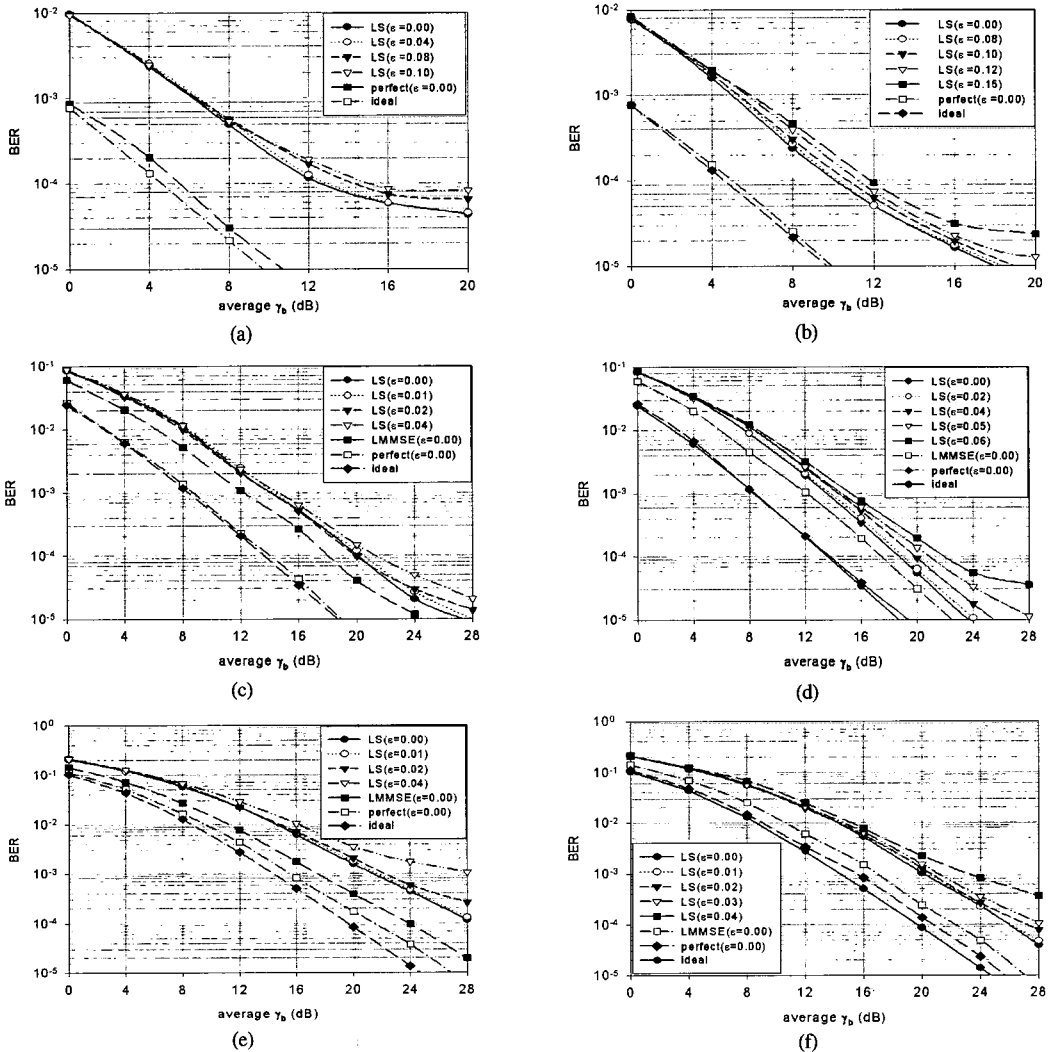 10⁻²
10⁻³
10⁻⁴
10⁻⁵
BER
LS(ε=0.00)
LS(ε=0.04)
LS(ε=0.08)
LS(ε=0.10)
perfect(ε=0.00)
ideal
0 4 8 12 16 20
average γb (dB)
(a)
10⁻²
10⁻³
10⁻⁴
10⁻⁵
BER
LS(ε=0.00)
LS(ε=0.08)
LS(ε=0.10)
LS(ε=0.12)
LS(ε=0.15)
perfect(ε=0.00)
ideal
0 4 8 12 16 20
average γb (dB)
(b)
10⁻¹
10⁻²
10⁻³
10⁻⁴
10⁻⁵
BER
LS(ε=0.00)
LS(ε=0.01)
LS(ε=0.02)
LS(ε=0.04)
LMMSE(ε=0.00)
perfect(ε=0.00)
ideal
0 4 8 12 16 20 24 28
average γb (dB)
(c)
10⁻¹
10⁻²
10⁻³
10⁻⁴
10⁻⁵
BER
LS(ε=0.00)
LS(ε=0.02)
LS(ε=0.04)
LS(ε=0.05)
LS(ε=0.06)
LMMSE(ε=0.00)
perfect(ε=0.00)
ideal
0 4 8 12 16 20 24 28
average γb (dB)
(d)
10⁰
10⁻¹
10⁻²
10⁻³
10⁻⁴
10⁻⁵
BER
LS(ε=0.00)
LS(ε=0.01)
LS(ε=0.02)
LS(ε=0.04)
LMMSE(ε=0.00)
perfect(ε=0.00)
ideal
0 4 8 12 16 20 24 28
average γb (dB)
(e)
10⁰
10⁻¹
10⁻²
10⁻³
10⁻⁴
10⁻⁵
BER
LS(ε=0.00)
LS(ε=0.01)
LS(ε=0.02)
LS(ε=0.03)
LS(ε=0.04)
LMMSE(ε=0.00)
perfect(ε=0.00)
ideal
0 4 8 12 16 20 24 28
average γb (dB)
(f)